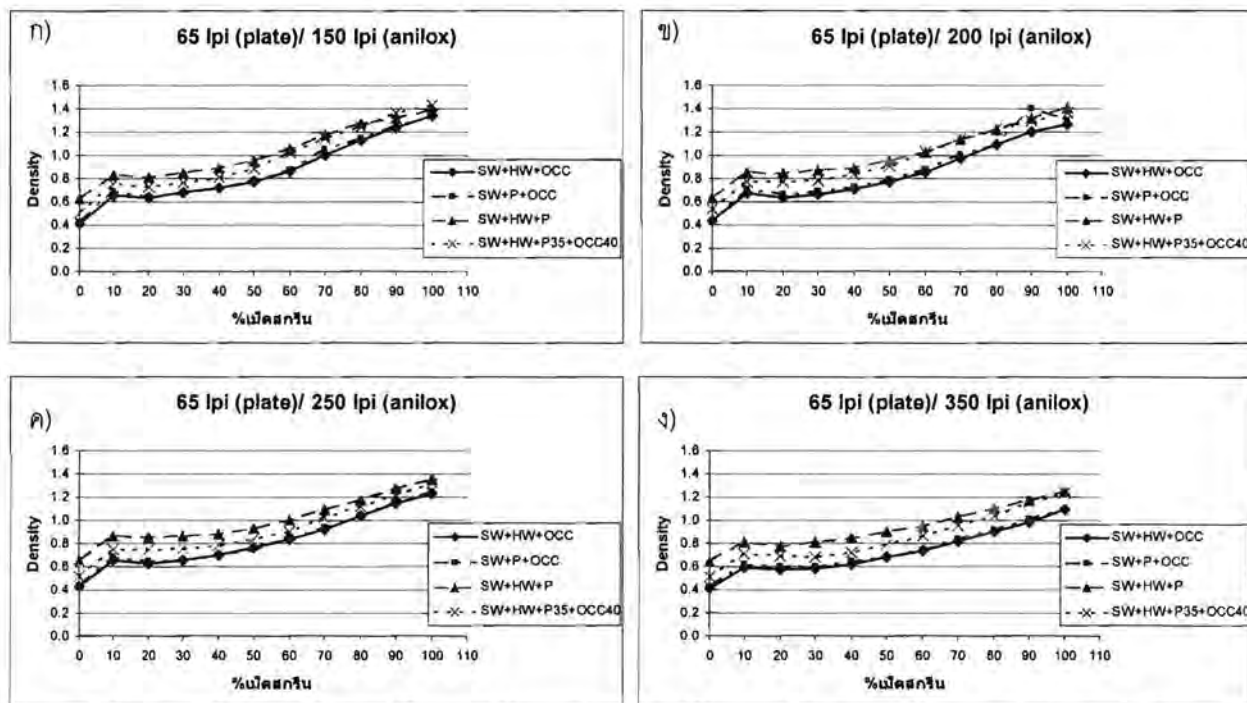 ก)
65 lpi (plate)/ 150 lpi (anilox)
Density
1.6
1.4
1.2
1.0
0.8
0.6
0.4
0.2
0.0
0 10 20 30 40 50 60 70 80 90 100 110
%เม็ดสกรีน
SW+HW+OCC
SW+P+OCC
SW+HW+P
SW+HW+P35+OCC40
ข)
65 lpi (plate)/ 200 lpi (anilox)
Density
1.6
1.4
1.2
1.0
0.8
0.6
0.4
0.2
0.0
0 10 20 30 40 50 60 70 80 90 100 110
%เม็ดสกรีน
SW+HW+OCC
SW+P+OCC
SW+HW+P
SW+HW+P35+OCC40
ค)
65 lpi (plate)/ 250 lpi (anilox)
Density
1.6
1.4
1.2
1.0
0.8
0.6
0.4
0.2
0.0
0 10 20 30 40 50 60 70 80 90 100 110
%เม็ดสกรีน
SW+HW+OCC
SW+P+OCC
SW+HW+P
SW+HW+P35+OCC40
ง)
65 lpi (plate)/ 350 lpi (anilox)
Density
1.6
1.4
1.2
1.0
0.8
0.6
0.4
0.2
0.0
0 10 20 30 40 50 60 70 80 90 100 110
%เม็ดสกรีน
SW+HW+OCC
SW+P+OCC
SW+HW+P
SW+HW+P35+OCC40